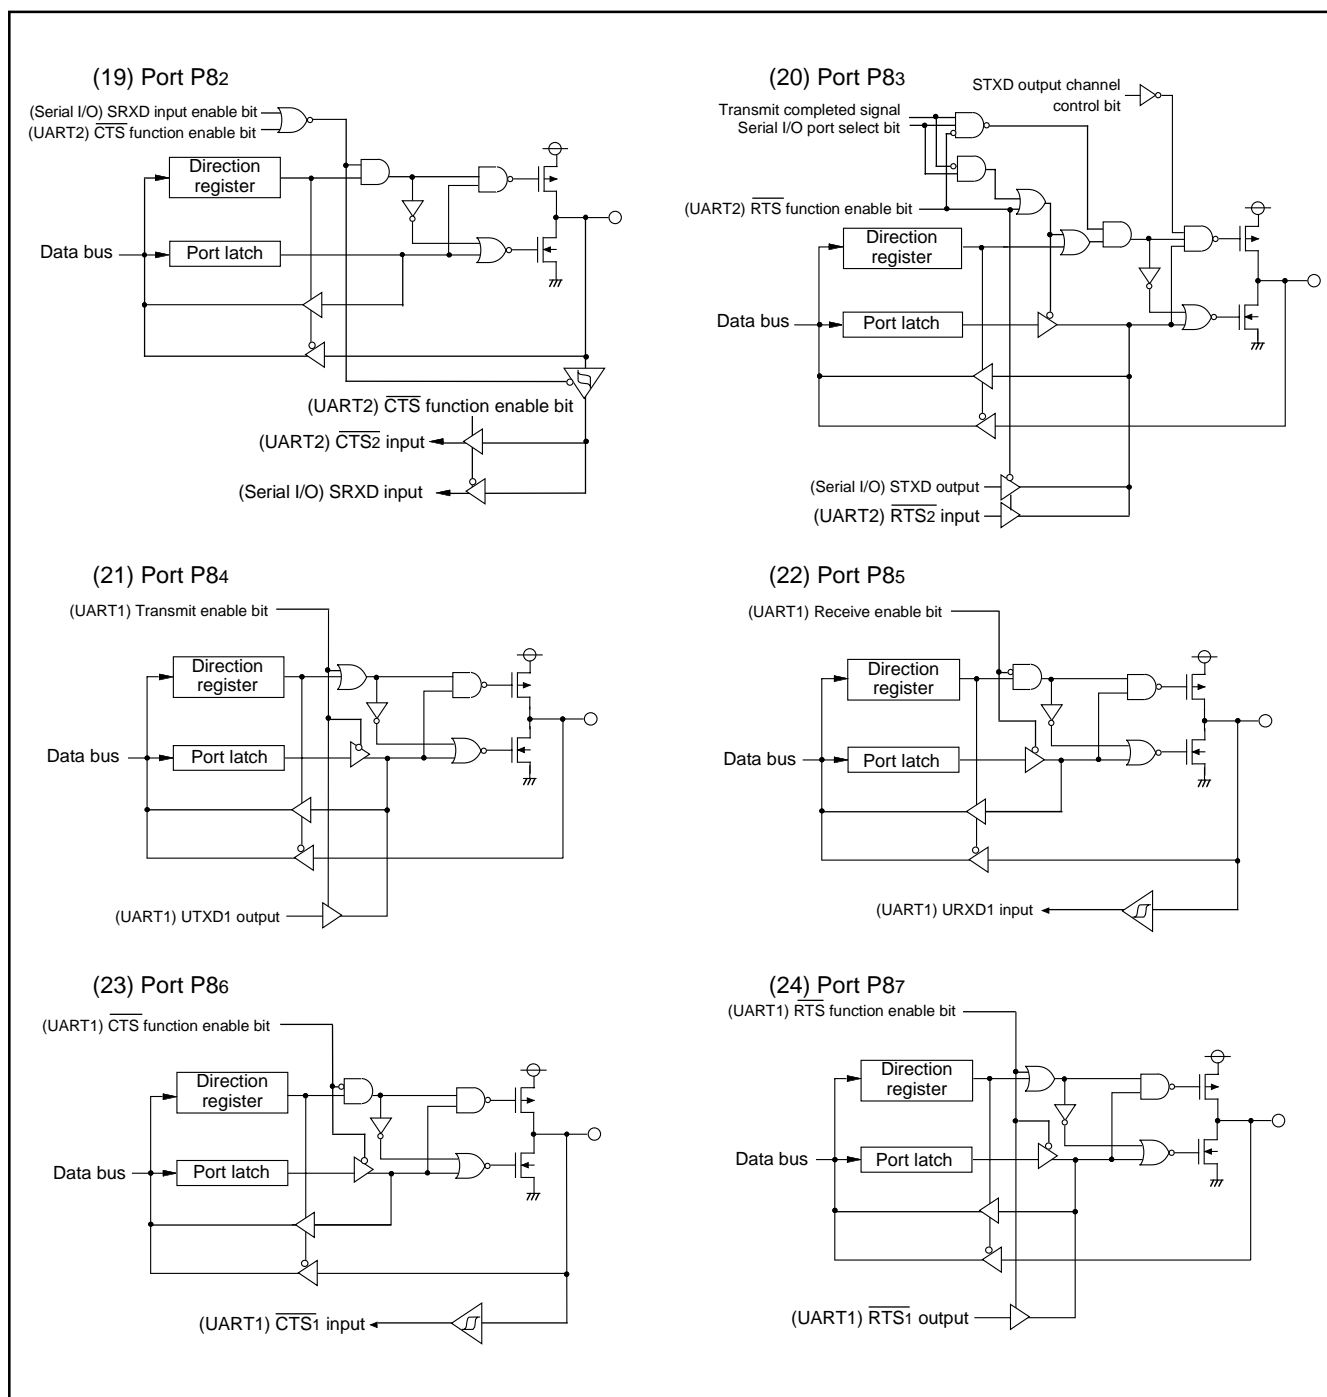 (19) Port P82
(Serial I/O) SRXD input enable bit
(UART2) CTS function enable bit
Direction
register
Data bus
Port latch
(UART2) CTS function enable bit
(UART2) CTS2 input
(Serial I/O) SRXD input
(20) Port P83
STXD output channel
control bit
Transmit completed signal
Serial I/O port select bit
(UART2) RTS function enable bit
Direction
register
Data bus
Port latch
(Serial I/O) STXD output
(UART2) RTS2 input
(21) Port P84
(UART1) Transmit enable bit
Direction
register
Data bus
Port latch
(UART1) UTXD1 output
(22) Port P85
(UART1) Receive enable bit
Direction
register
Data bus
Port latch
(UART1) URXD1 input
(23) Port P86
(UART1) CTS function enable bit
Direction
register
Data bus
Port latch
(UART1) CTS1 input
(24) Port P87
(UART1) RTS function enable bit
Direction
register
Data bus
Port latch
(UART1) RTS1 output